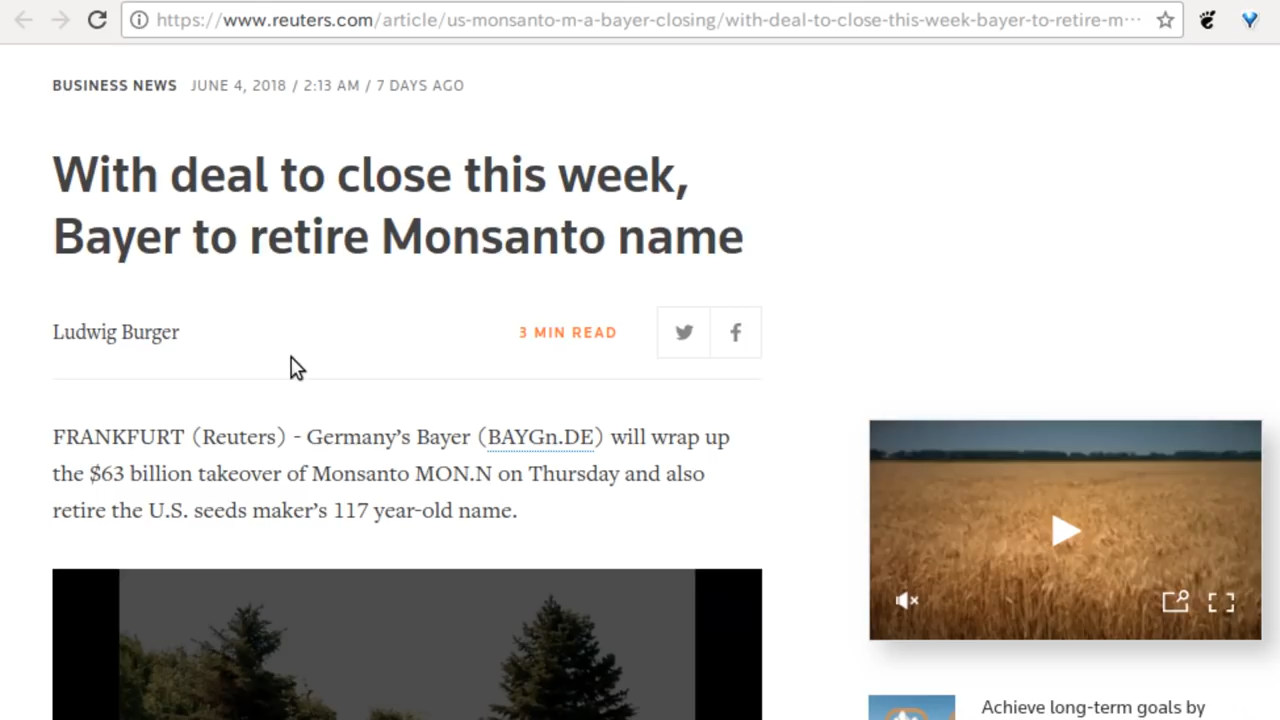 https://www.reuters.com/article/us-monsanto-m-a-bayer-closing/with-deal-to-close-this-week-bayer-to-retire-m···
BUSINESS NEWS JUNE 4, 2018 / 2:13 AM / 7 DAYS AGO
With deal to close this week,
Bayer to retire Monsanto name
Ludwig Burger
3 MIN READ
FRANKFURT (Reuters) - Germany’s Bayer (BAYGn.DE) will wrap up
the $63 billion takeover of Monsanto MON.N on Thursday and also
retire the U.S. seeds maker’s 117 year-old name.
Achieve long-term goals by